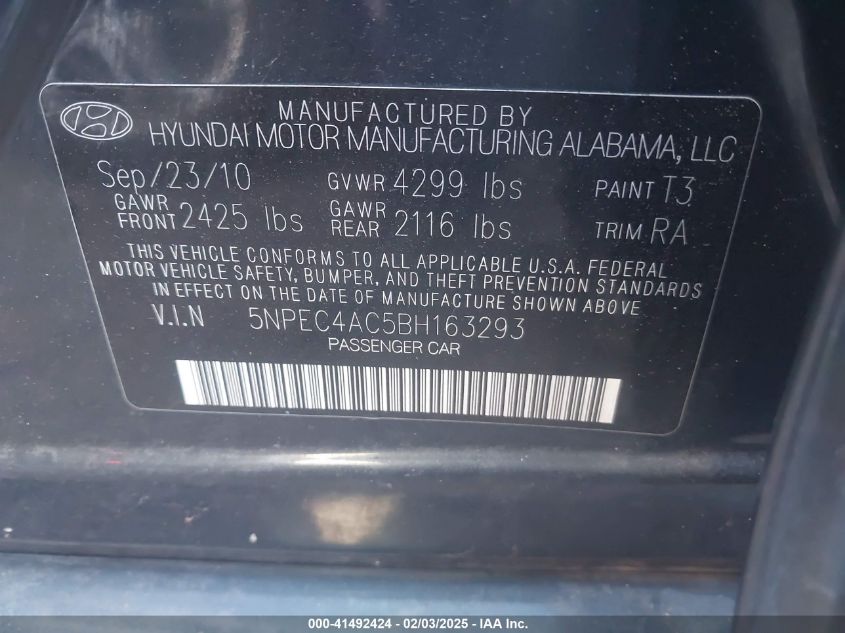 MANUFACTURED BY
HYUNDAI MOTOR MANUFACTURING ALABAMA, LLC
Sep/23/10 GVWR 4299 lbs PAINT T3
GAWR FRONT 2425 lbs GAWR REAR 2116 lbs TRIM RA
THIS VEHICLE CONFORMS TO ALL APPLICABLE U.S.A. FEDERAL
MOTOR VEHICLE SAFETY, BUMPER, AND THEFT PREVENTION STANDARDS
IN EFFECT ON THE DATE OF MANUFACTURE SHOWN ABOVE
V.I.N 5NPEC4AC5BH163293
PASSENGER CAR
000-41492424 - 02/03/2025 - IAA Inc.